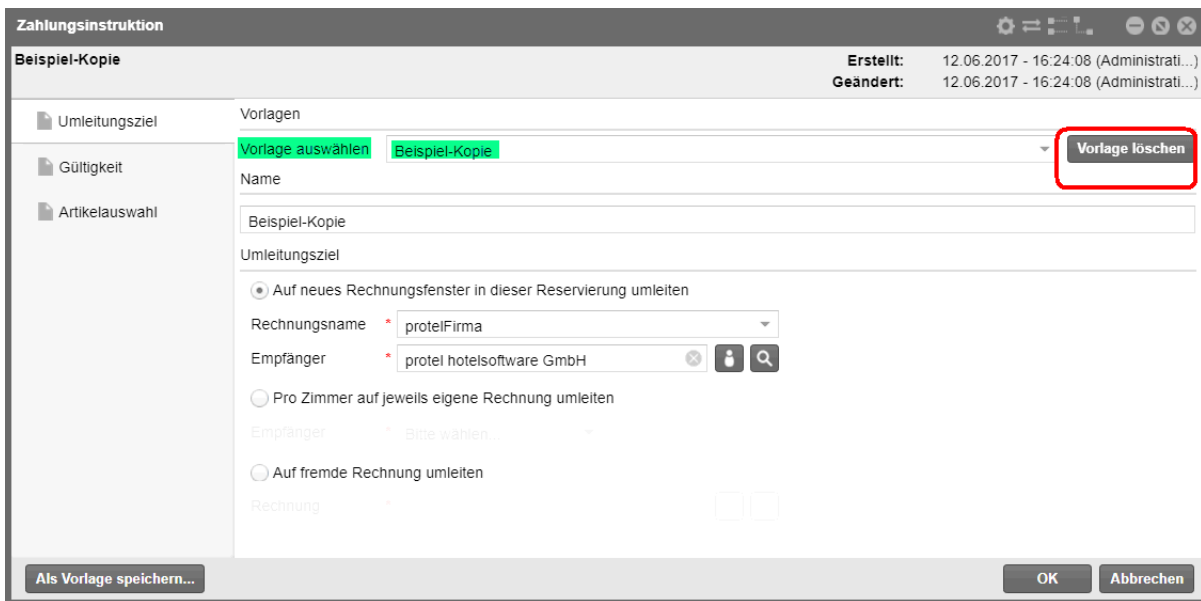 Zahlungsinstruktion
Beispiel-Kopie
Erstellt: 12.06.2017 - 16:24:08 (Administrati...)
Geändert: 12.06.2017 - 16:24:08 (Administrati...)
Umleitungsziel
Gültigkeit
Artikelauswahl
Vorlagen
Vorlage auswählen Beispiel-Kopie Vorlage löschen
Name
Beispiel-Kopie
Umleitungsziel
Auf neues Rechnungsfenster in dieser Reservierung umleiten
Rechnungsname * protelFirma
Empfänger * protel hotelsoftware GmbH
Pro Zimmer auf jeweils eigene Rechnung umleiten
Empfänger * Bitte wählen...
Auf fremde Rechnung umleiten
Rechnung *
Als Vorlage speichern... OK Abbrechen